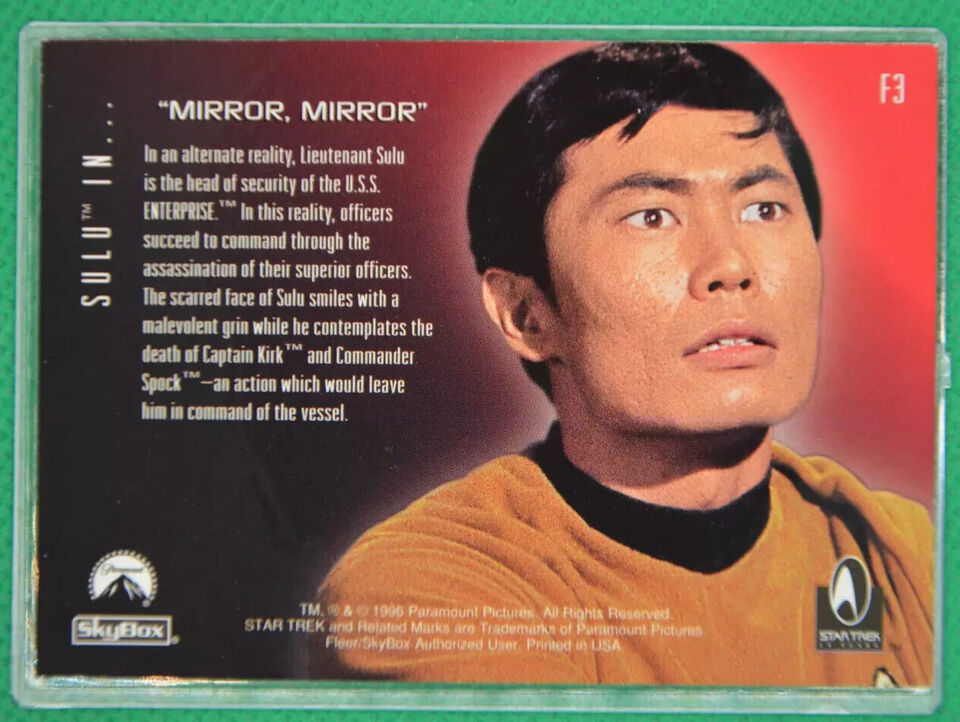 F3
SULU™ IN...
“MIRROR, MIRROR”
In an alternate reality, Lieutenant Sulu
is the head of security of the U.S.S.
ENTERPRISE.™ In this reality, officers
succeed to command through the
assassination of their superior officers.
The scarred face of Sulu smiles with a
malevolent grin while he contemplates the
death of Captain Kirk™ and Commander
Spock™—an action which would leave
him in command of the vessel.
Paramount
SkyBox®
TM, ® & © 1996 Paramount Pictures. All Rights Reserved.
STAR TREK and Related Marks are Trademarks of Paramount Pictures.
Fleer/SkyBox Authorized User. Printed in USA
STAR TREK